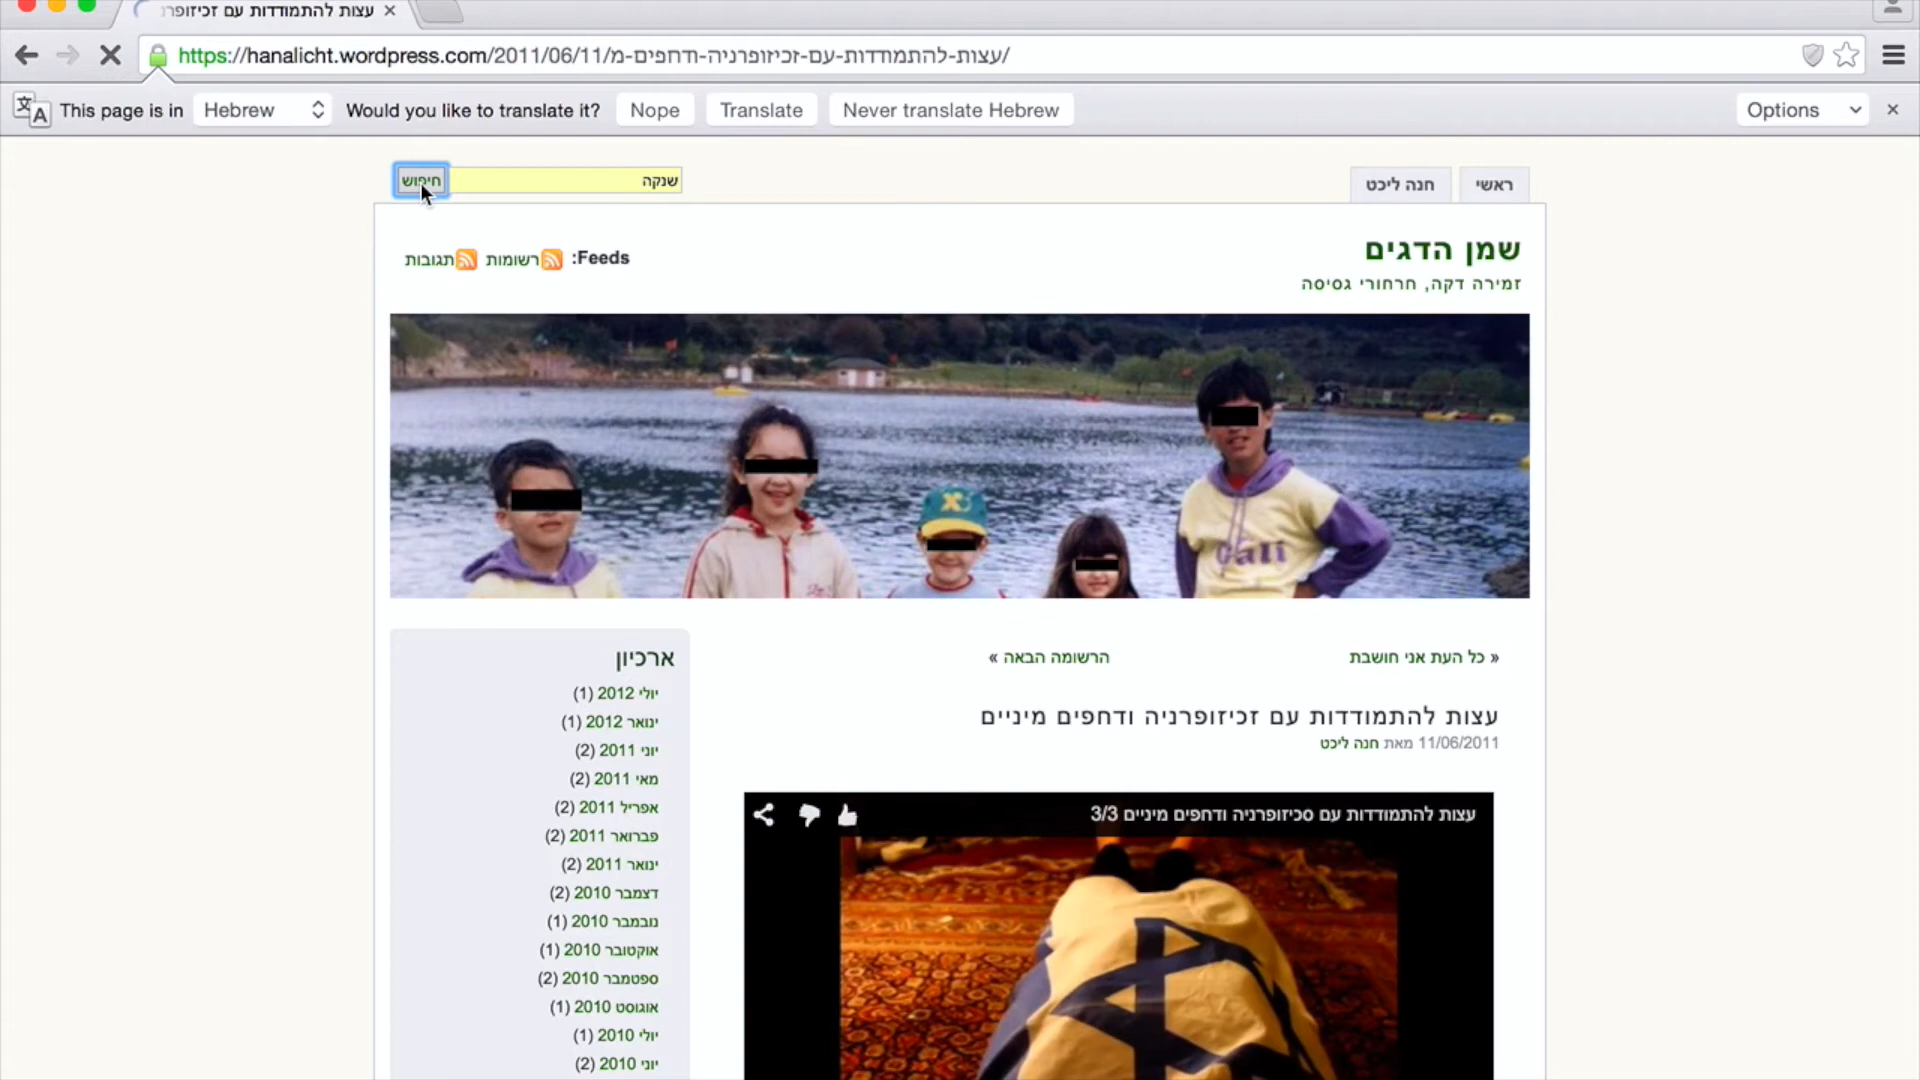 עצות להתמודדות עם זכיזופרנ
https://hanalicht.wordpress.com/2011/06/11/עצות-להתמודדות-עם-זכיזופרניה-ודחפים-מ/
This page is in Hebrew Would you like to translate it? Nope Translate Never translate Hebrew Options
ראשי
חנה ליכט
שנקה
חיפוש
שמן הדגים
זמירה דקה, חרחורי גסיסה
Feeds: רשומות תגובות
« כל העת אני חושבת
הרשומה הבאה »
עצות להתמודדות עם זכיזופרניה ודחפים מיניים
11/06/2011 מאת חנה ליכט
עצות להתמודדות עם סכיזופרניה ודחפים מיניים 3/3
Cali
ארכיון
יולי 2012 (1)
ינואר 2012 (1)
יוני 2011 (2)
מאי 2011 (2)
אפריל 2011 (2)
פברואר 2011 (2)
ינואר 2011 (2)
דצמבר 2010 (2)
נובמבר 2010 (1)
אוקטובר 2010 (1)
ספטמבר 2010 (2)
אוגוסט 2010 (1)
יולי 2010 (1)
יוני 2010 (2)